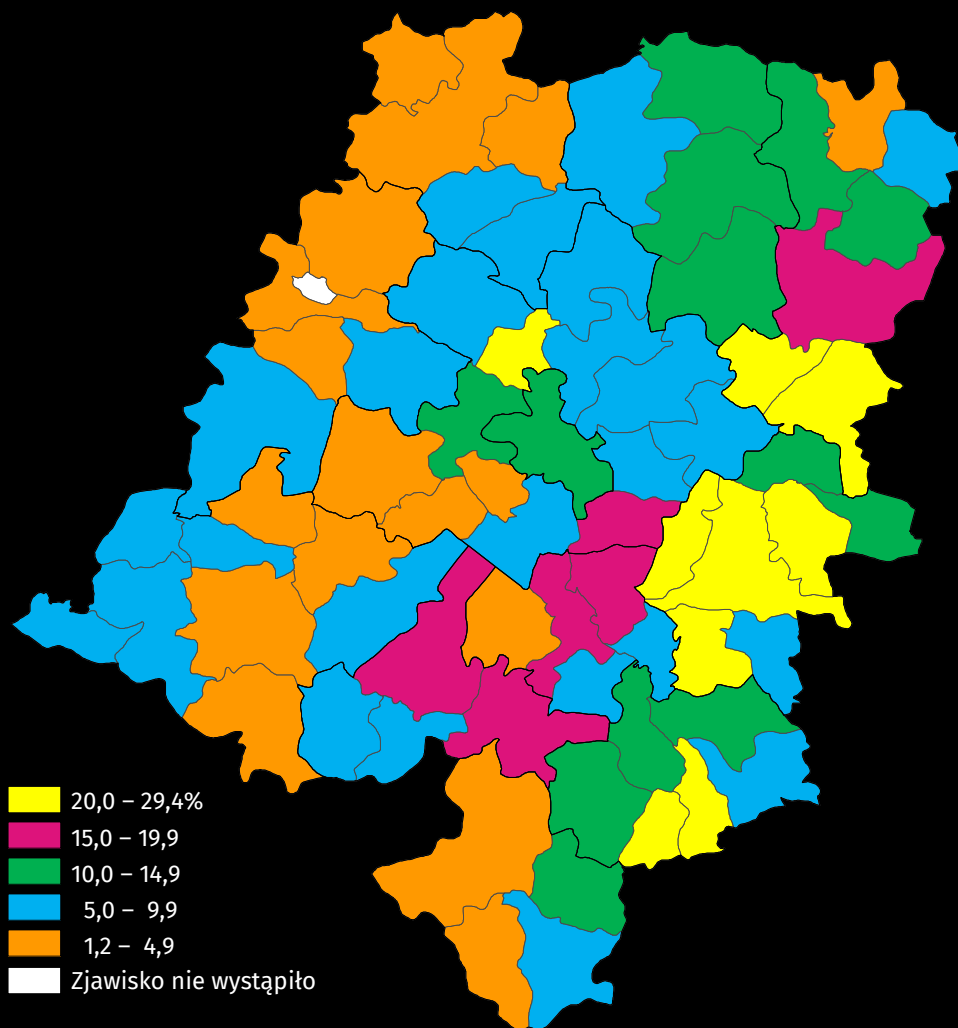 20,0 – 29,4%
15,0 – 19,9
10,0 – 14,9
5,0 – 9,9
1,2 – 4,9
Zjawisko nie wystąpiło